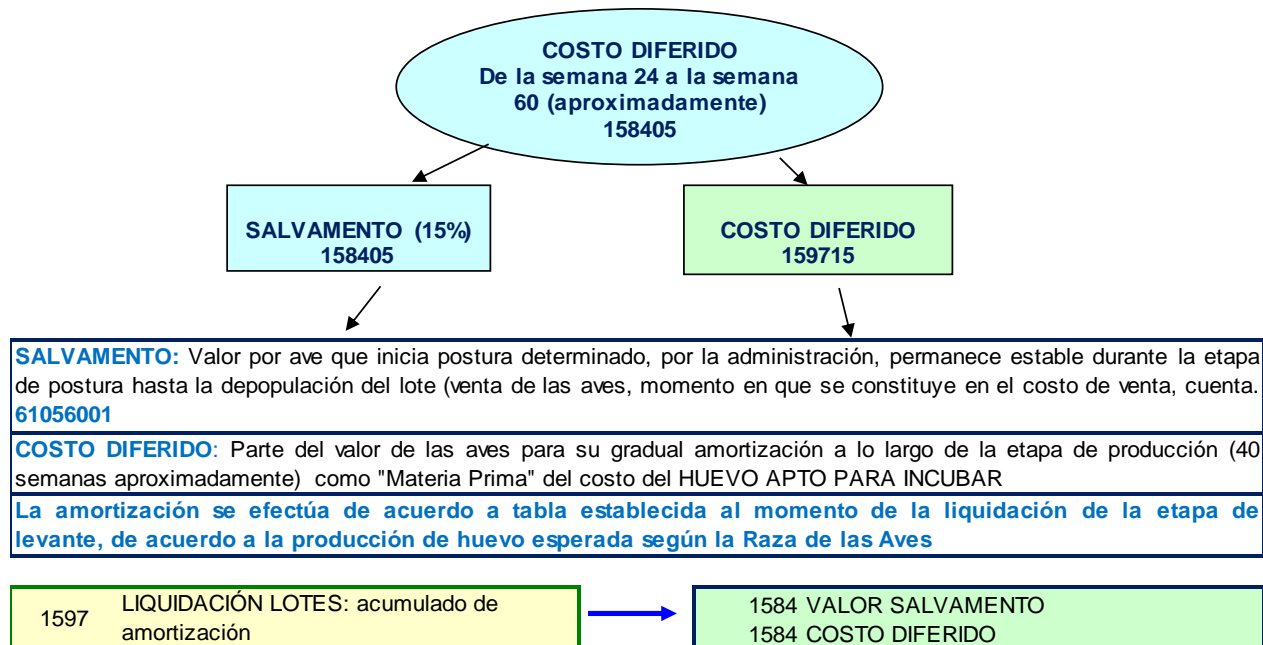 COSTO DIFERIDO
De la semana 24 a la semana
60 (aproximadamente)
158405
SALVAMENTO (15%)
158405
COSTO DIFERIDO
159715
SALVAMENTO: Valor por ave que inicia postura determinado, por la administración, permanece estable durante la etapa
de postura hasta la depopulación del lote (venta de las aves, momento en que se constituye en el costo de venta, cuenta.
61056001
COSTO DIFERIDO: Parte del valor de las aves para su gradual amortización a lo largo de la etapa de producción (40
semanas aproximadamente) como "Materia Prima" del costo del HUEVO APTO PARA INCUBAR
La amortización se efectúa de acuerdo a tabla establecida al momento de la liquidación de la etapa de
levante, de acuerdo a la producción de huevo esperada según la Raza de las Aves
1597 LIQUIDACIÓN LOTES: acumulado de
amortización
1584 VALOR SALVAMENTO
1584 COSTO DIFERIDO